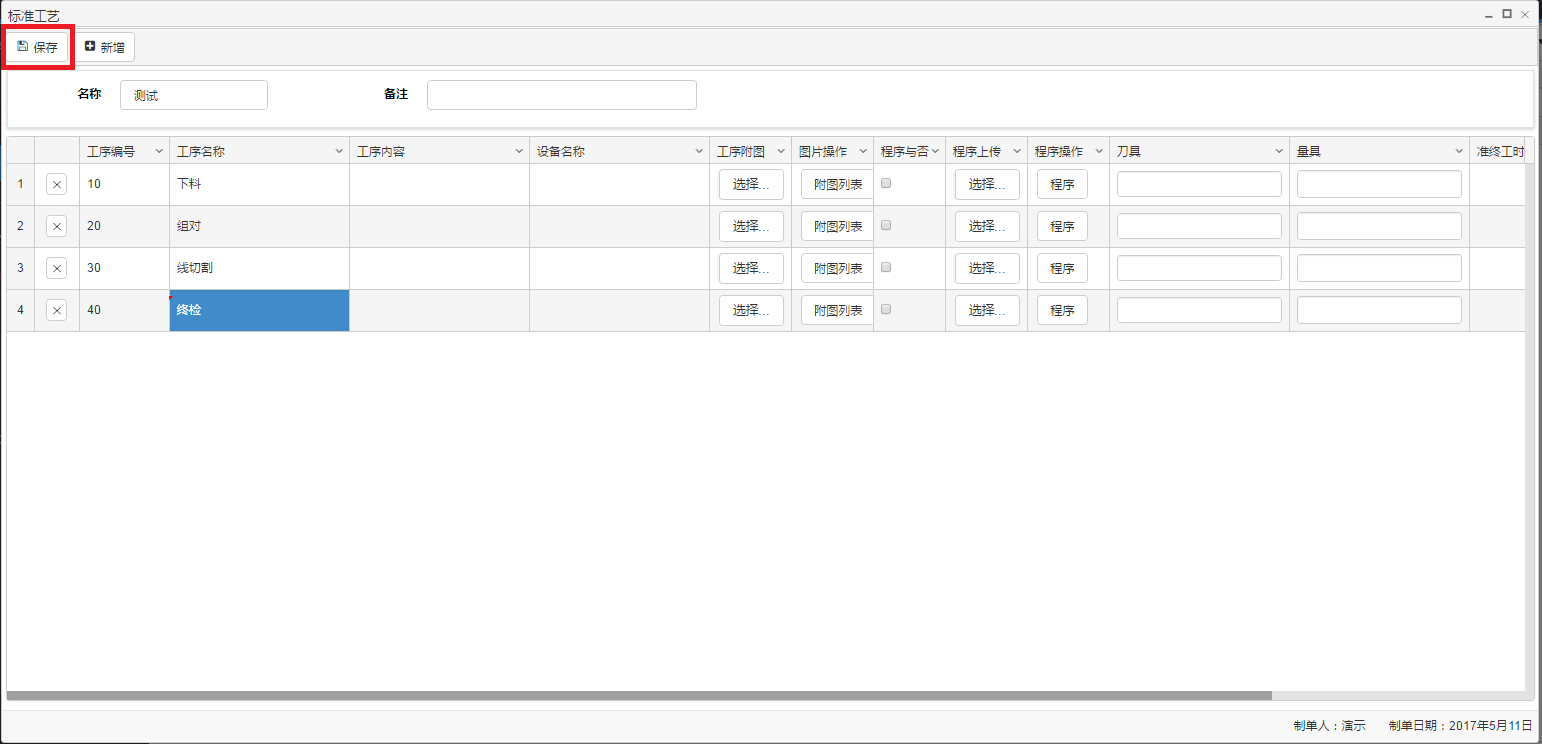 标准工艺
保存 新增
名称 测试 备注
工序编号 工序名称 工序内容 设备名称 工序附图 图片操作 程序与否 程序上传 程序操作 刀具 量具 准终工时
1 10 下料 选择... 附图列表 选择... 程序
2 20 组对 选择... 附图列表 选择... 程序
3 30 线切割 选择... 附图列表 选择... 程序
4 40 终检 选择... 附图列表 选择... 程序
制单人：演示 制单日期：2017年5月11日